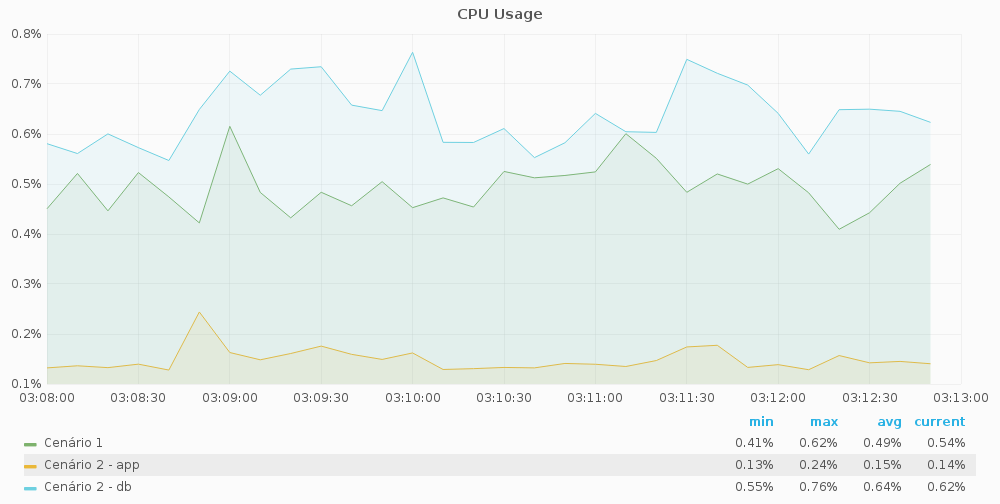 CPU Usage
0.8%
0.7%
0.6%
0.5%
0.4%
0.3%
0.2%
0.1%
03:08:00 03:08:30 03:09:00 03:09:30 03:10:00 03:10:30 03:11:00 03:11:30 03:12:00 03:12:30 03:13:00
min max avg current
Cenário 1 0.41% 0.62% 0.49% 0.54%
Cenário 2 - app 0.13% 0.24% 0.15% 0.14%
Cenário 2 - db 0.55% 0.76% 0.64% 0.62%